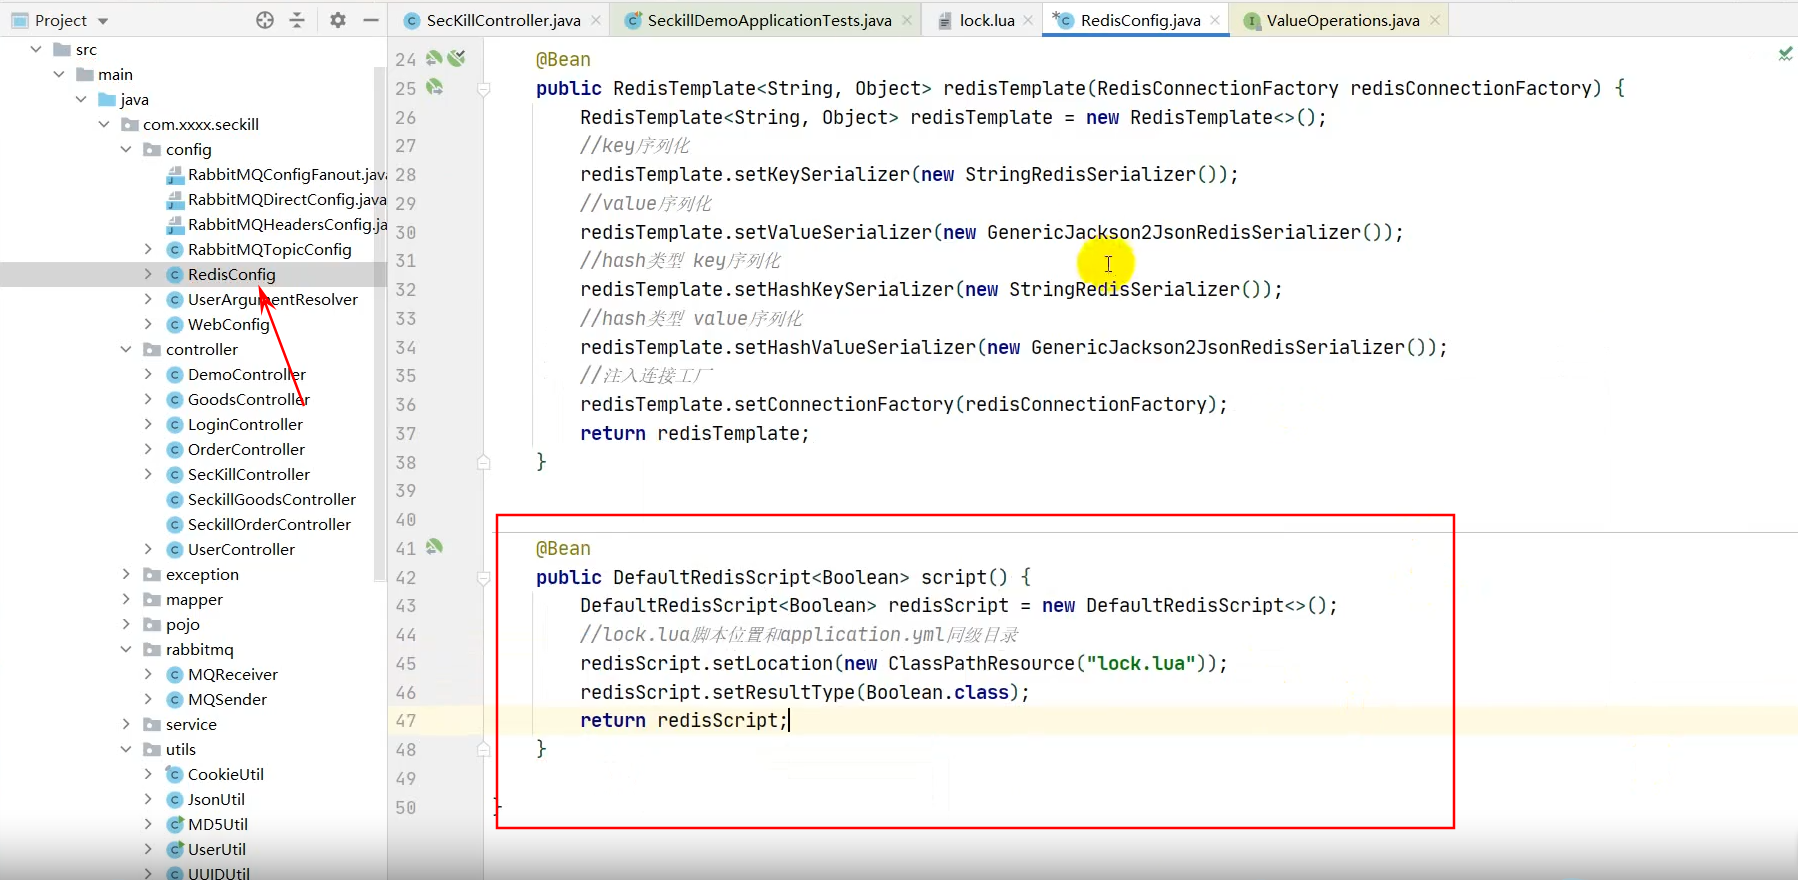 Project
SecKillController.java
SeckillDemoApplicationTests.java
lock.lua
RedisConfig.java
ValueOperations.java
src
main
java
com.xxxx.seckill
config
RabbitMQConfigFanout.java
RabbitMQDirectConfig.java
RabbitMQHeadersConfig.ja
RabbitMQTopicConfig
RedisConfig
UserArgumentResolver
WebConfig
controller
DemoController
GoodsController
LoginController
OrderController
SecKillController
SeckillGoodsController
SeckillOrderController
UserController
exception
mapper
pojo
rabbitmq
MQReceiver
MQSender
service
utils
CookieUtil
JsonUtil
MD5Util
UserUtil
UUIDUtil
24 @Bean
25 public RedisTemplate<String, Object> redisTemplate(RedisConnectionFactory redisConnectionFactory) {
26 RedisTemplate<String, Object> redisTemplate = new RedisTemplate<>();
27 //key序列化
28 redisTemplate.setKeySerializer(new StringRedisSerializer());
29 //value序列化
30 redisTemplate.setValueSerializer(new GenericJackson2JsonRedisSerializer());
31 //hash类型 key序列化
32 redisTemplate.setHashKeySerializer(new StringRedisSerializer());
33 //hash类型 value序列化
34 redisTemplate.setHashValueSerializer(new GenericJackson2JsonRedisSerializer());
35 //注入连接工厂
36 redisTemplate.setConnectionFactory(redisConnectionFactory);
37 return redisTemplate;
38 }
39
40
41 @Bean
42 public DefaultRedisScript<Boolean> script() {
43 DefaultRedisScript<Boolean> redisScript = new DefaultRedisScript<>();
44 //lock.lua脚本位置和application.yml同级目录
45 redisScript.setLocation(new ClassPathResource("lock.lua"));
46 redisScript.setResultType(Boolean.class);
47 return redisScript;
48 }
49
50 }